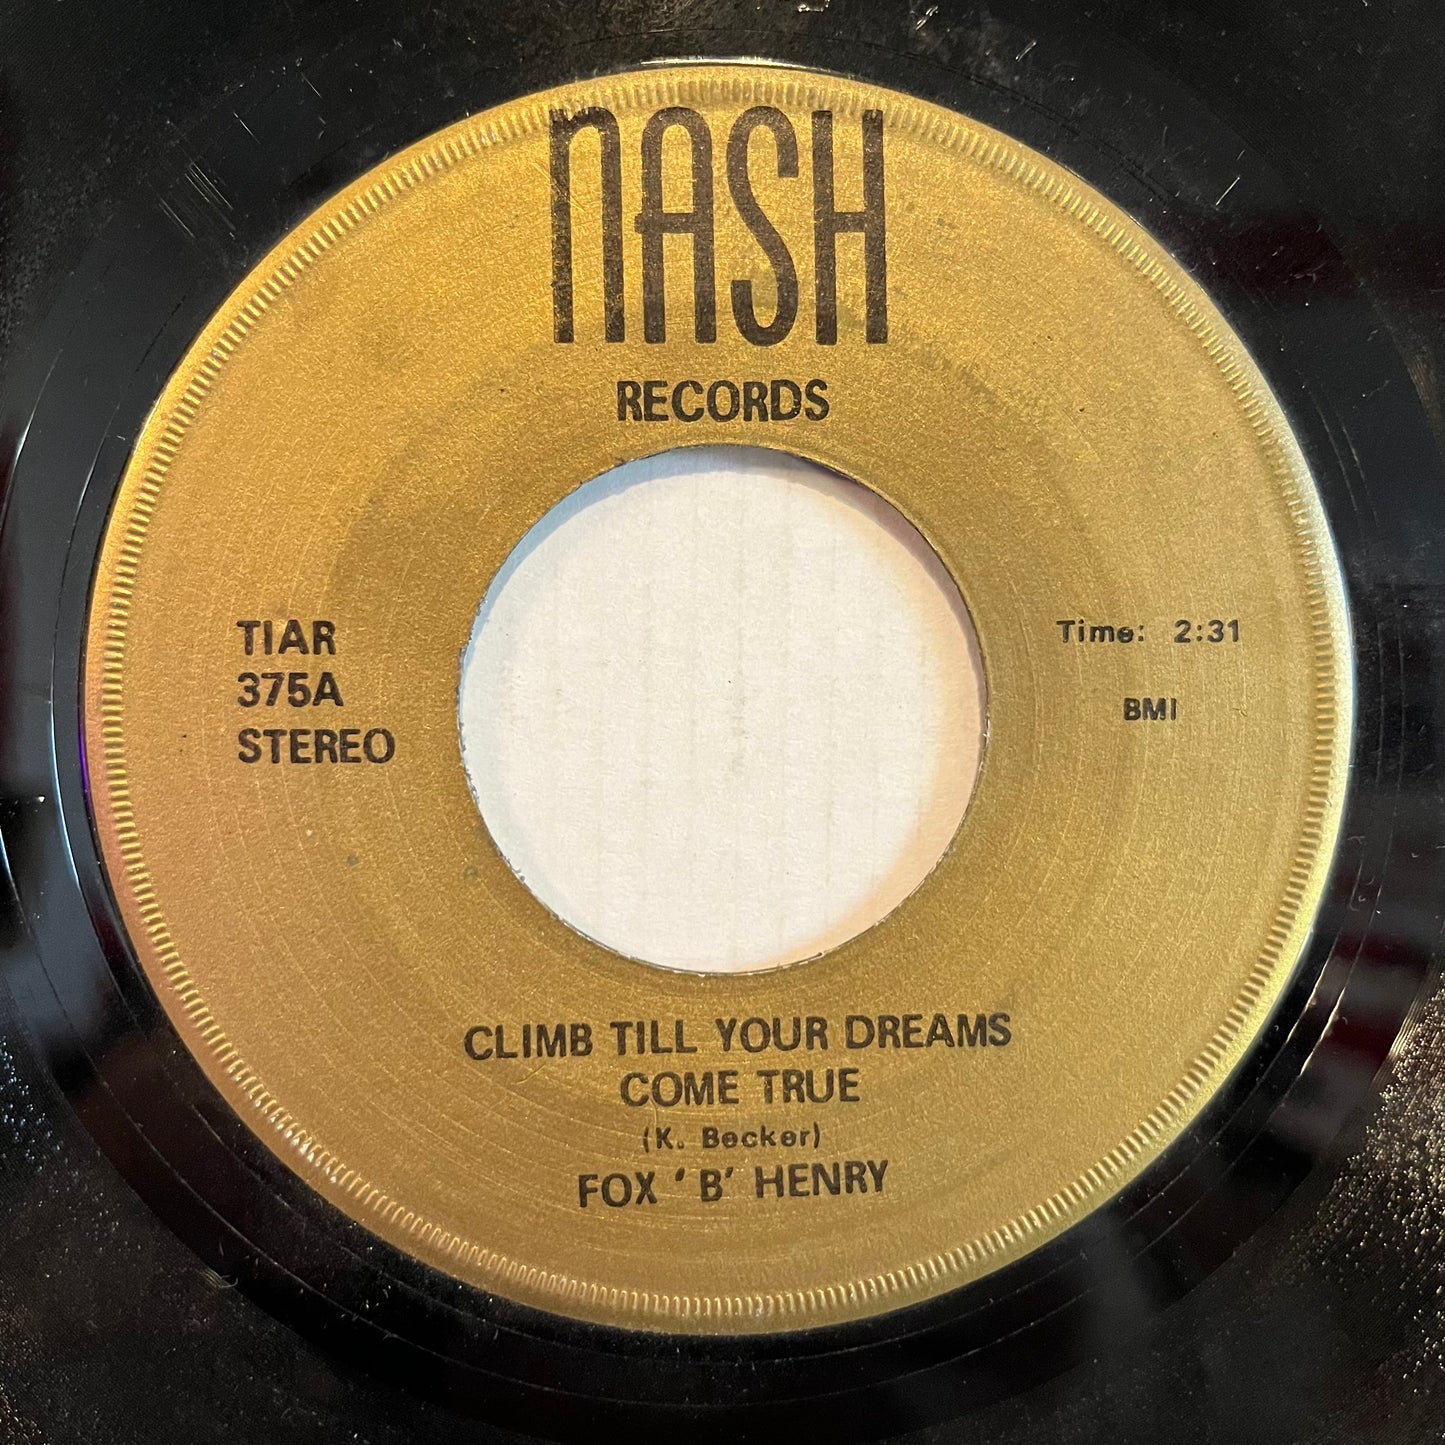 NASH
RECORDS
TIAR
375A
STEREO
Time: 2:31
BMI
CLIMB TILL YOUR DREAMS
COME TRUE
(K. Becker)
FOX 'B' HENRY